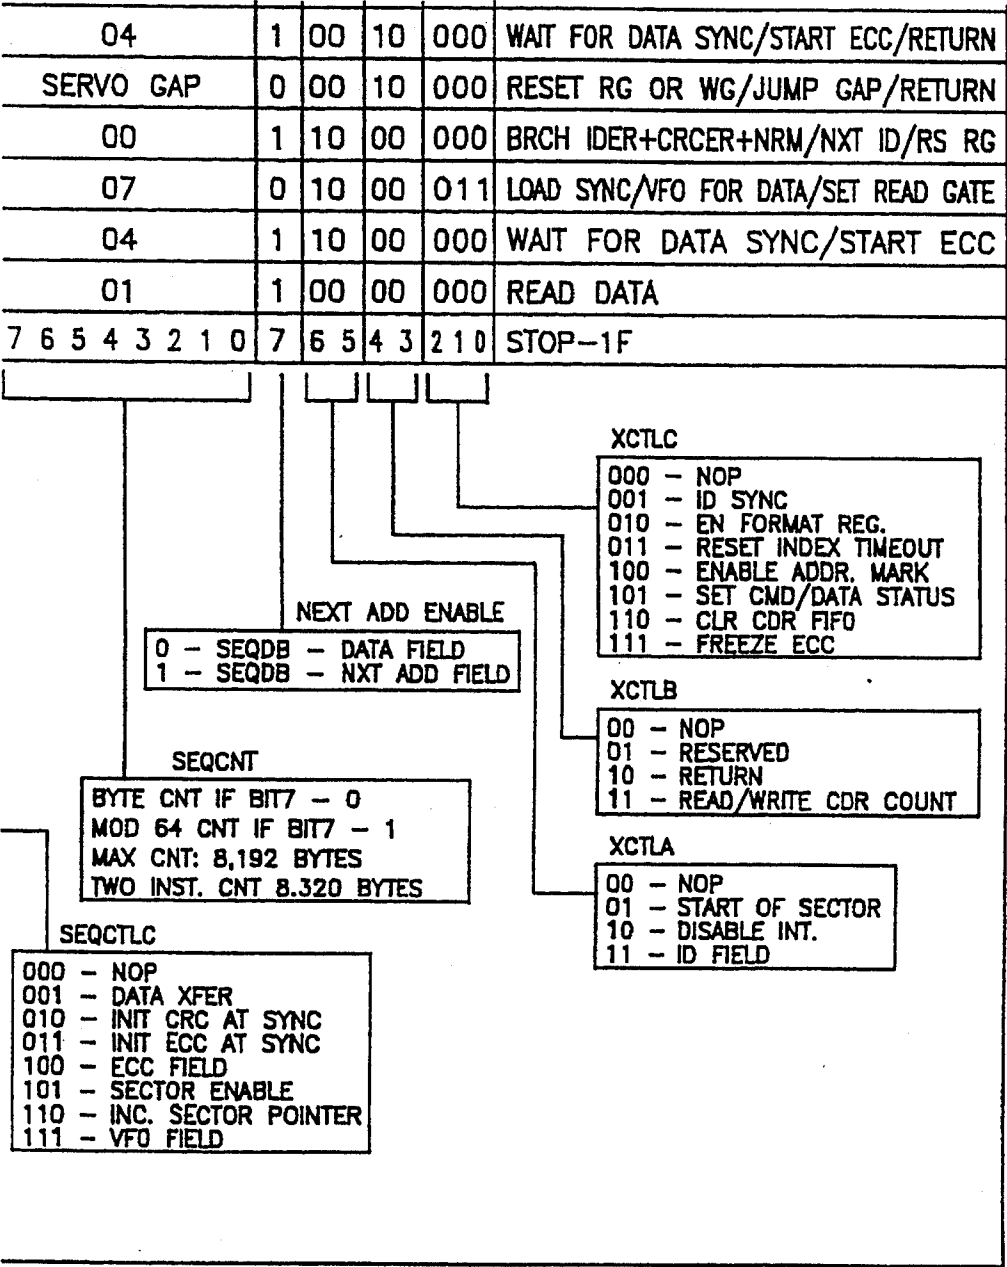 04 1 00 10 000 WAIT FOR DATA SYNC/START ECC/RETURN
SERVO GAP 0 00 10 000 RESET RG OR WG/JUMP GAP/RETURN
00 1 10 00 000 BRCH IDER+CRCER+NRM/NXT ID/RS RG
07 0 10 00 011 LOAD SYNC/VFO FOR DATA/SET READ GATE
04 1 10 00 000 WAIT FOR DATA SYNC/START ECC
01 1 00 00 000 READ DATA
7 6 5 4 3 2 1 0 7 6 5 4 3 2 1 0 STOP-1F
XCTLC
000 - NOP
001 - ID SYNC
010 - EN FORMAT REG.
011 - RESET INDEX TIMEOUT
100 - ENABLE ADDR. MARK
101 - SET CMD/DATA STATUS
110 - CLR CDR FIFO
111 - FREEZE ECC
NEXT ADD ENABLE
0 - SEQDB - DATA FIELD
1 - SEQDB - NXT ADD FIELD
XCTLB
00 - NOP
01 - RESERVED
10 - RETURN
11 - READ/WRITE CDR COUNT
SEQCNT
BYTE CNT IF BIT7 - 0
MOD 64 CNT IF BIT7 - 1
MAX CNT: 8,192 BYTES
TWO INST. CNT 8.320 BYTES
XCTLA
00 - NOP
01 - START OF SECTOR
10 - DISABLE INT.
11 - ID FIELD
SEQCTLC
000 - NOP
001 - DATA XFER
010 - INIT CRC AT SYNC
011 - INIT ECC AT SYNC
100 - ECC FIELD
101 - SECTOR ENABLE
110 - INC. SECTOR POINTER
111 - VFO FIELD